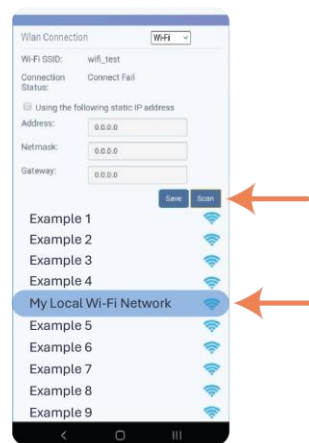 Wlan Connection Wi-Fi
Wi-Fi SSID: wifi_test
Connection Status: Connect Fail
Using the following static IP address
Address: 0.0.0.0
Netmask: 0.0.0.0
Gateway: 0.0.0.0
Save Scan
Example 1
Example 2
Example 3
Example 4
My Local Wi-Fi Network
Example 5
Example 6
Example 7
Example 8
Example 9